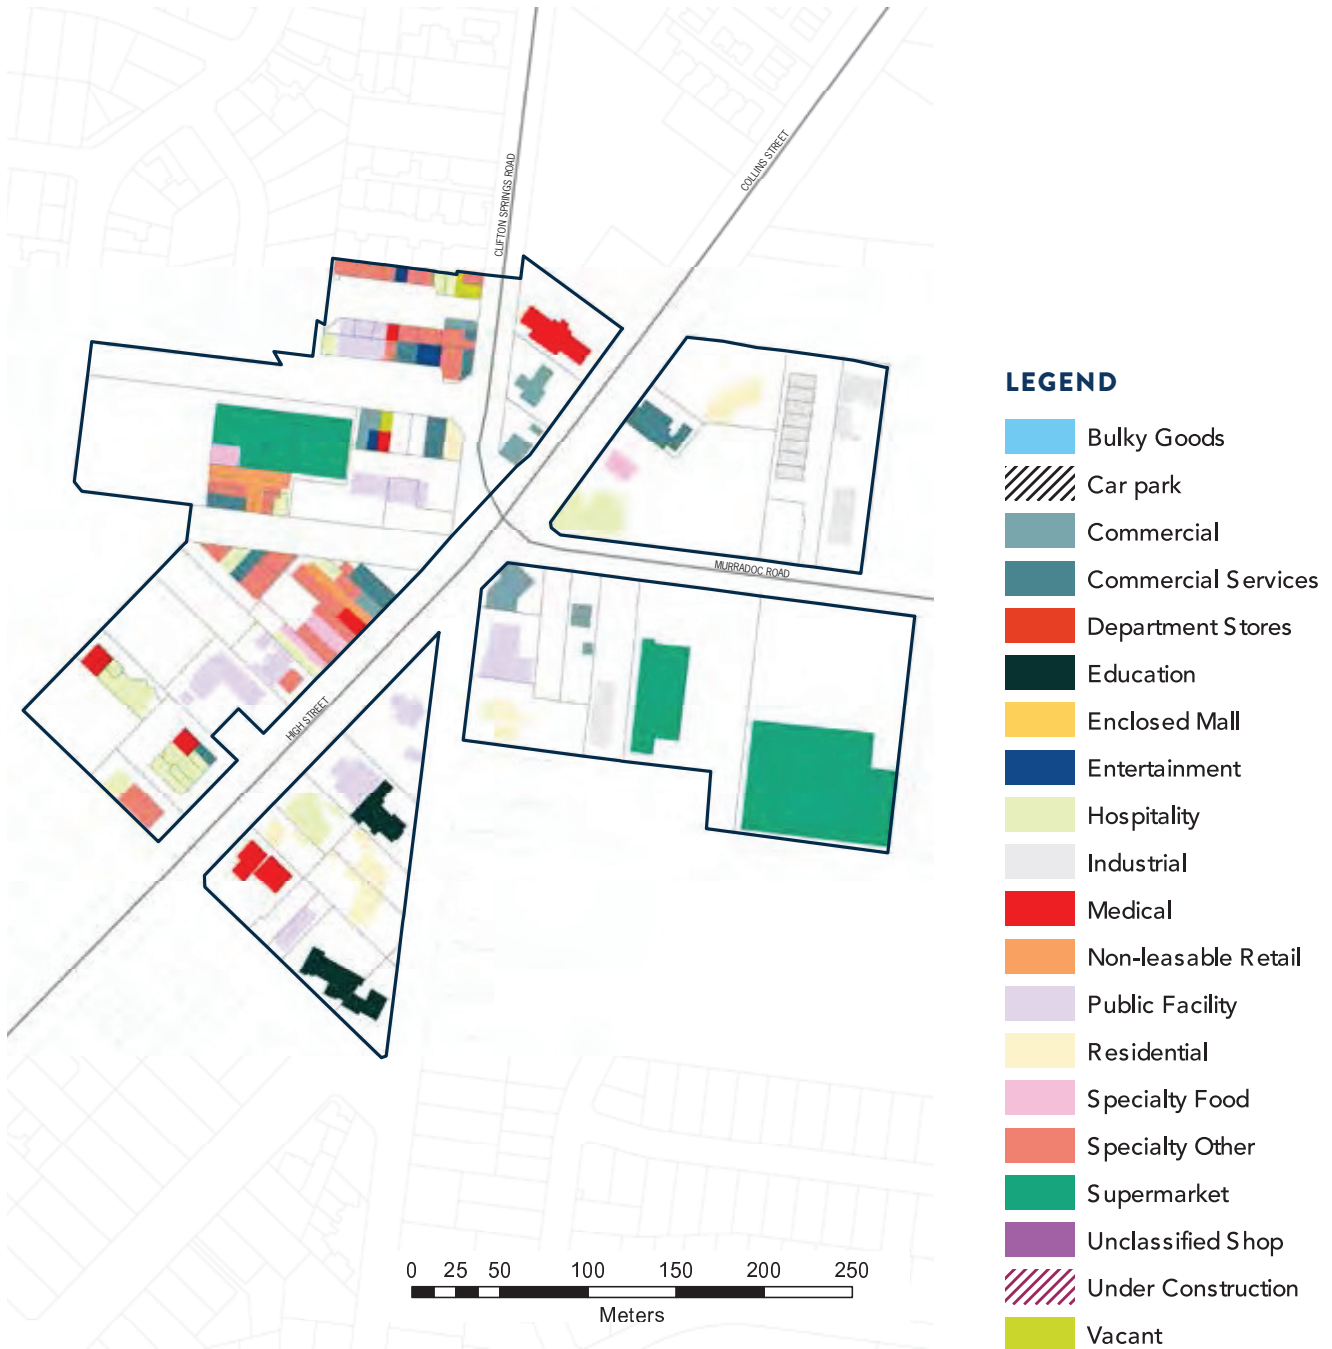 CLIFTON SPRINGS ROAD
COLLINS STREET
MURRADOC ROAD
HIGH STREET
LEGEND
Bulky Goods
Car park
Commercial
Commercial Services
Department Stores
Education
Enclosed Mall
Entertainment
Hospitality
Industrial
Medical
Non-leasable Retail
Public Facility
Residential
Specialty Food
Specialty Other
Supermarket
Unclassified Shop
Under Construction
Vacant
0 25 50 100 150 200 250
Meters